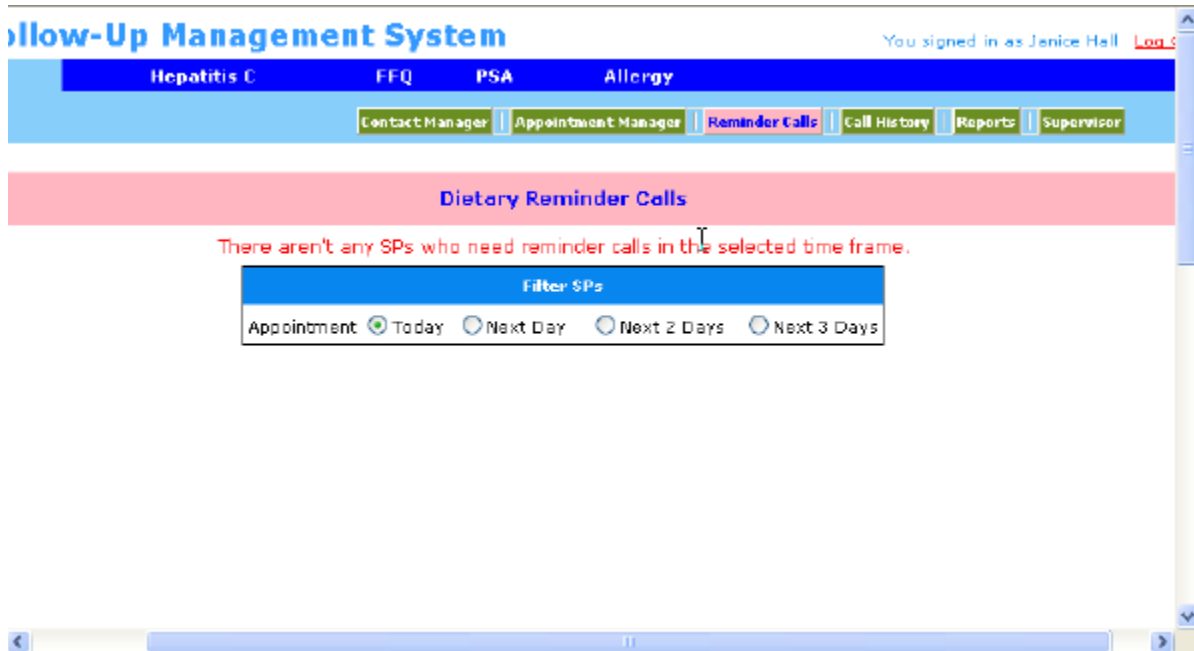 ollow-Up Management System
You signed in as Janice Hall Log
Hepatitis C FFQ PSA Allergy
Contact Manager Appointment Manager Reminder Calls Call History Reports Supervisor
Dietary Reminder Calls
There aren't any SPs who need reminder calls in the selected time frame.
Filter SPs
Appointment Today Next Day Next 2 Days Next 3 Days